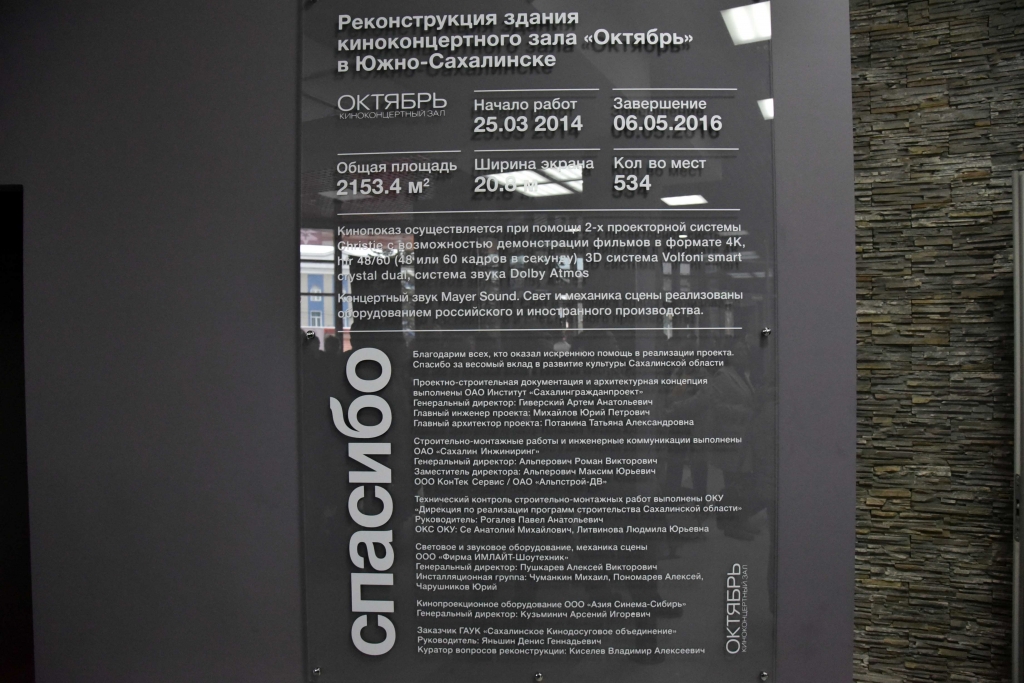 Реконструкция здания
киноконцертного зала «Октябрь»
в Южно-Сахалинске
ОКТЯБРЬ
КИНОКОНЦЕРТНЫЙ ЗАЛ
Начало работ
25.03 2014
Завершение
06.05.2016
Общая площадь
2153.4 м²
Ширина экрана
м
Кол во мест
534
Кинопоказ осуществляется при помощи 2-х проекторной системы
Christie с возможностью демонстрации фильмов в формате 4K,
48/60 (48 или 60 кадров в секунду), 3D система Volfoni smart
crystal dual, система звука Dolby Atmos
Концертный звук Mayer Sound. Свет и механика сцены реализованы
оборудованием российского и иностранного производства.
спасибо
Благодарим всех, кто оказал искреннюю помощь в реализации проекта.
Спасибо за весомый вклад в развитие культуры Сахалинской области
Проектно-строительная документация и архитектурная концепция
выполнены ОАО Институт «Сахалингражданпроект»
Генеральный директор: Гиверский Артем Анатольевич
Главный инженер проекта: Михайлов Юрий Петрович
Главный архитектор проекта: Потанина Татьяна Александровна
Строительно-монтажные работы и инженерные коммуникации выполнены
ОАО «Сахалин Инжиниринг»
Генеральный директор: Альперович Роман Викторович
Заместитель директора: Альперович Максим Юрьевич
ООО КонТек Сервис / ОАО «Альпстрой-ДВ»
Технический контроль строительно-монтажных работ выполнены ОКУ
«Дирекция по реализации программ строительства Сахалинской области»
Руководитель: Рогалев Павел Анатольевич
ОКС ОКУ: Се Анатолий Михайлович, Литвинова Людмила Юрьевна
Световое и звуковое оборудование, механика сцены
ООО «Фирма ИМЛАЙТ-Шоутехник»
Генеральный директор: Пушкарев Алексей Викторович
Инсталляционная группа: Чуманкин Михаил, Пономарев Алексей,
Чарушников Юрий
Кинопроекционное оборудование ООО «Азия Синема-Сибирь»
Генеральный директор: Кузьминич Арсений Игоревич
Заказчик ГАУК «Сахалинское Кинодосуговое объединение»
Руководитель: Яньшин Денис Геннадьевич
Куратор вопросов реконструкции: Киселев Владимир Алексеевич
ОКТЯБРЬ
КИНОКОНЦЕРТНЫЙ ЗАЛ